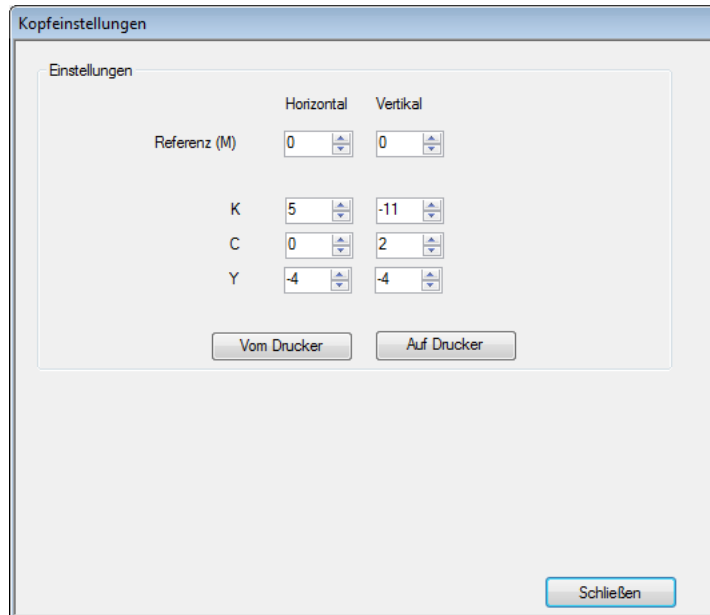 Kopfeinstellungen
Einstellungen
Horizontal Vertikal
Referenz (M) 0 0
K 5 -11
C 0 2
Y -4 -4
Vom Drucker Auf Drucker
Schließen